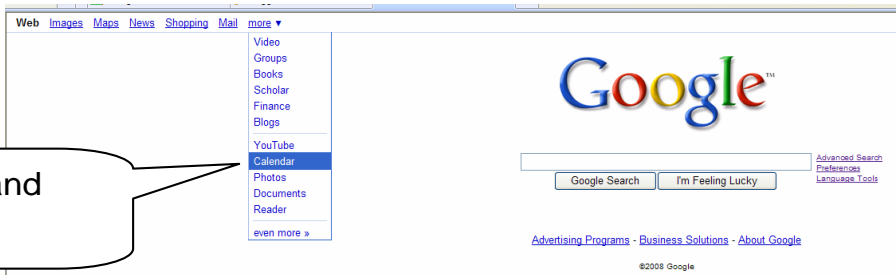 Web Images Maps News Shopping Mail more ▼
Video
Groups
Books
Scholar
Finance
Blogs
YouTube
Calendar
Photos
Documents
Reader
even more »
and
Google™
Advanced Search
Preferences
Language Tools
Google Search I'm Feeling Lucky
Advertising Programs - Business Solutions - About Google
©2008 Google